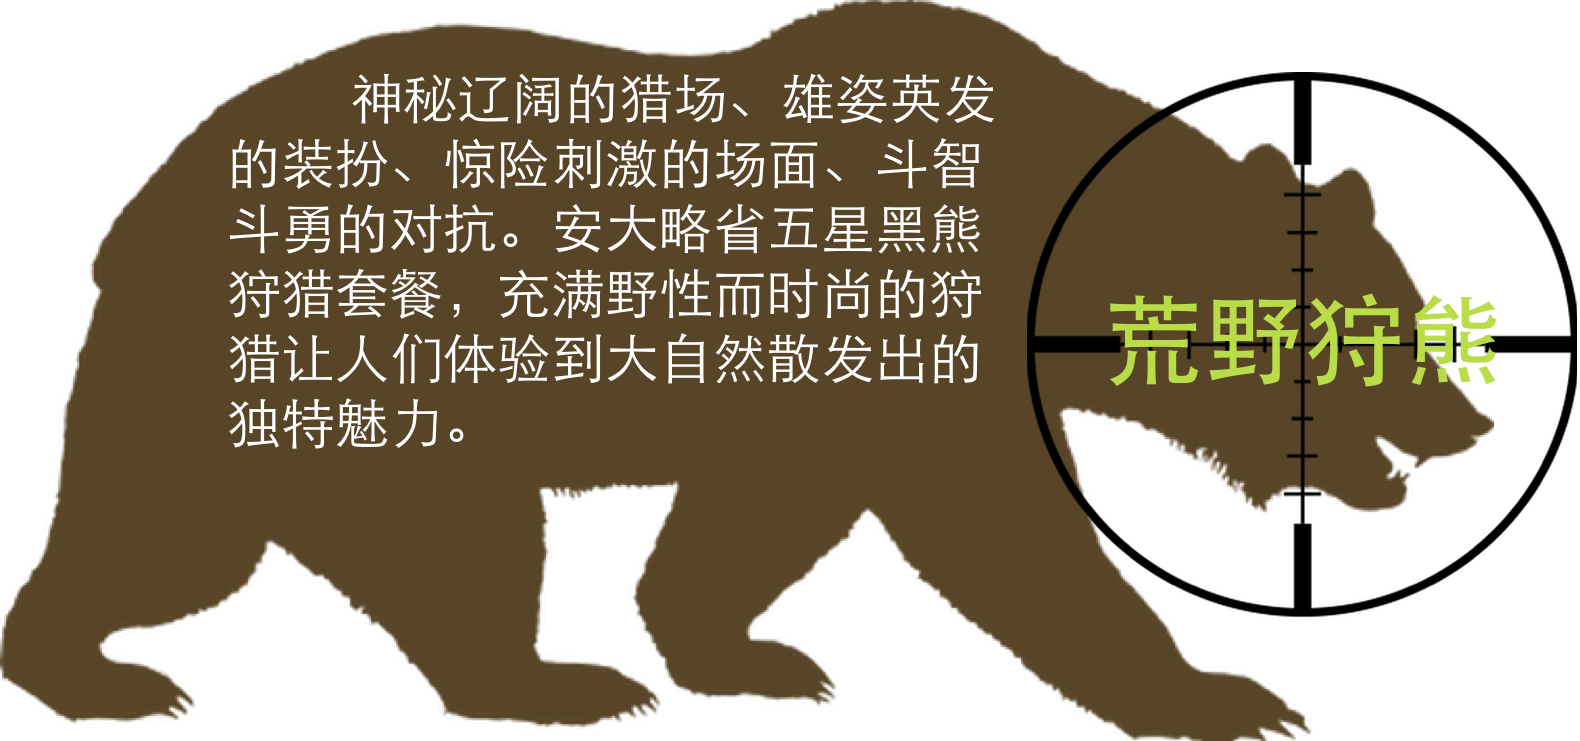 神秘辽阔的猎场、雄姿英发
的装扮、惊险刺激的场面、斗智
斗勇的对抗。安大略省五星黑熊
狩猎套餐，充满野性而时尚的狩
猎让人们体验到大自然散发出的
独特魅力。
荒野狩熊